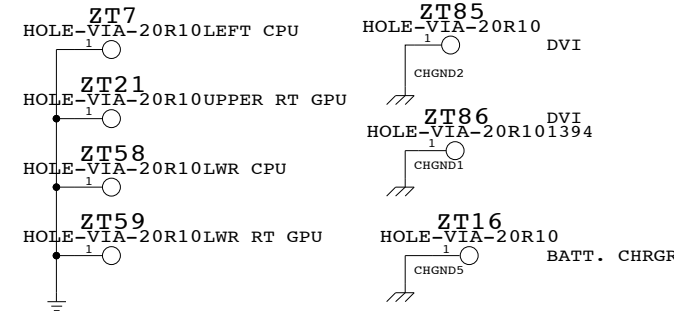 ZT7
HOLE-VIA-20R10LEFT CPU
1
ZT21
HOLE-VIA-20R10UPPER RT GPU
1
ZT58
HOLE-VIA-20R10LWR CPU
1
ZT59
HOLE-VIA-20R10LWR RT GPU
1
ZT85
HOLE-VIA-20R10
1
DVI
CHGND2
ZT86
DVI
HOLE-VIA-20R101394
1
CHGND1
ZT16
HOLE-VIA-20R10
1
BATT. CHRGR
CHGND5